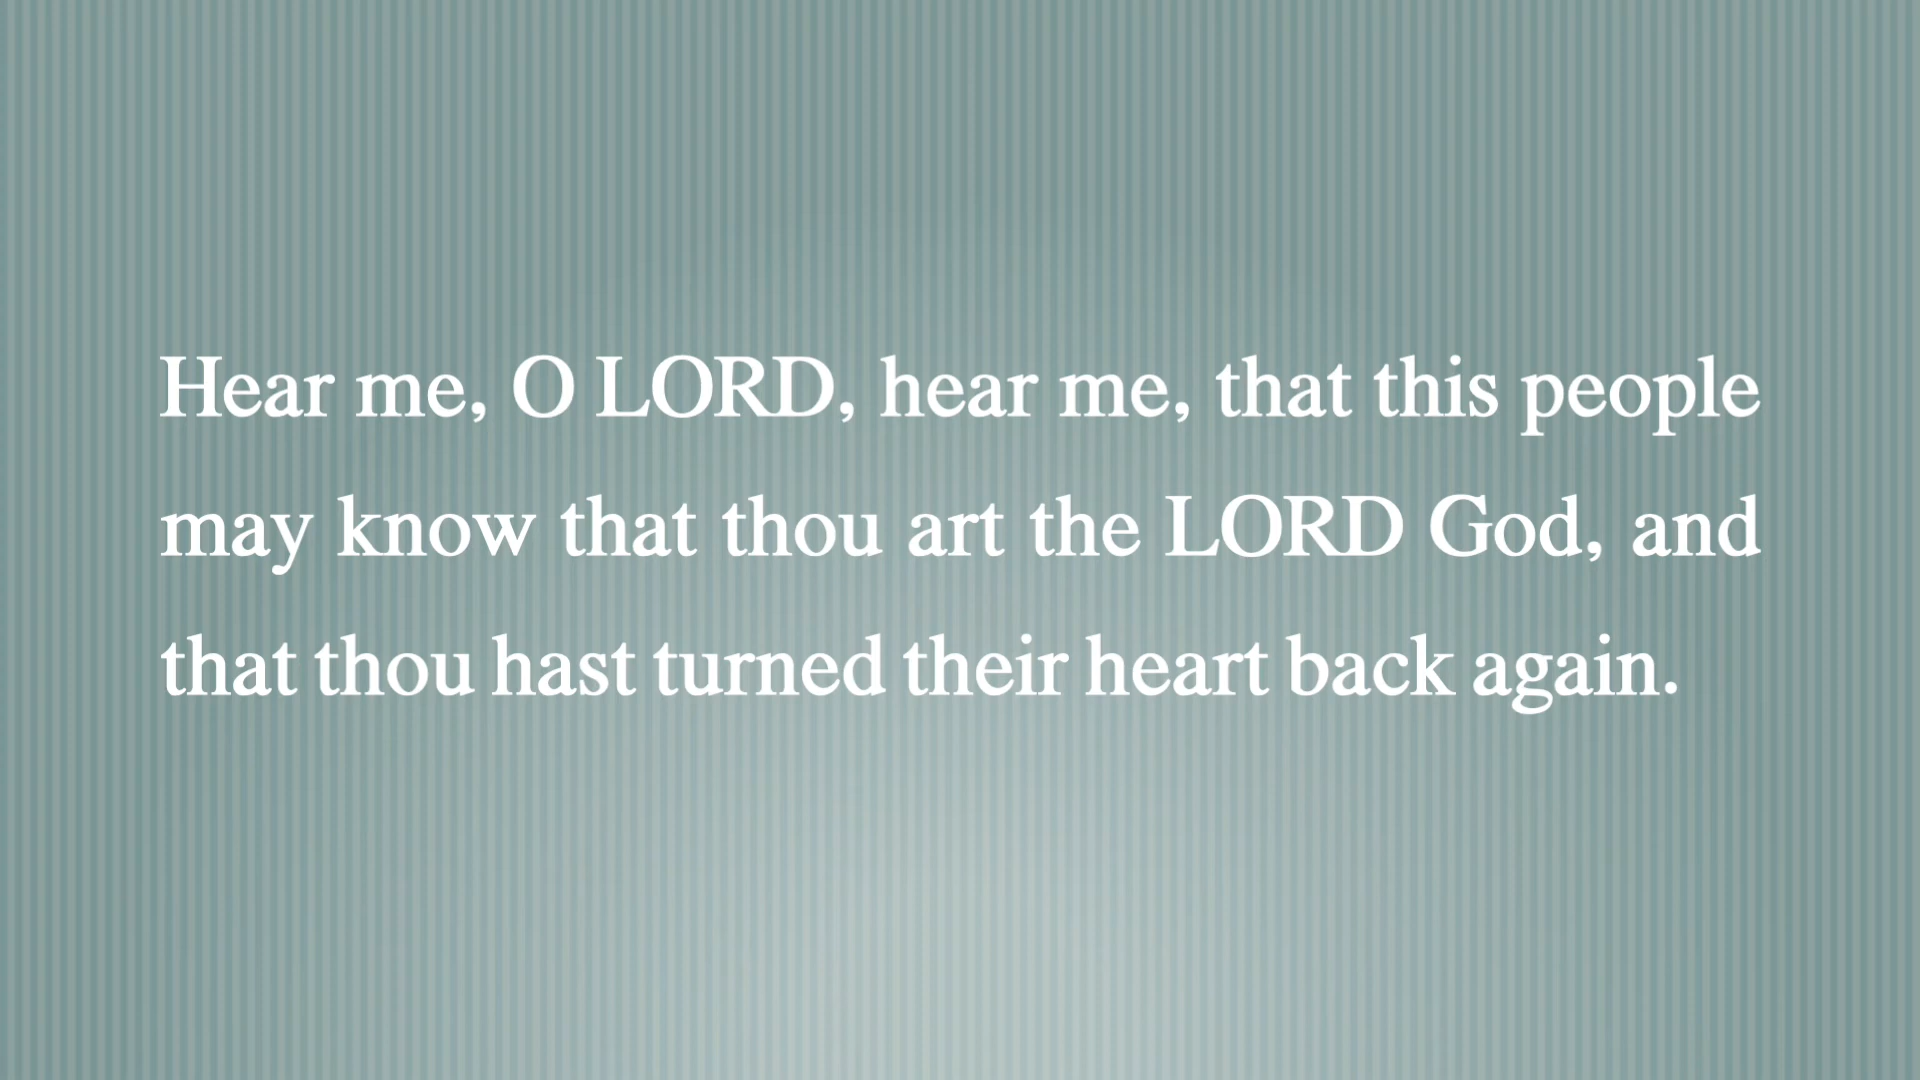 Hear me, O LORD, hear me, that this people
may know that thou art the LORD God, and
that thou hast turned their heart back again.